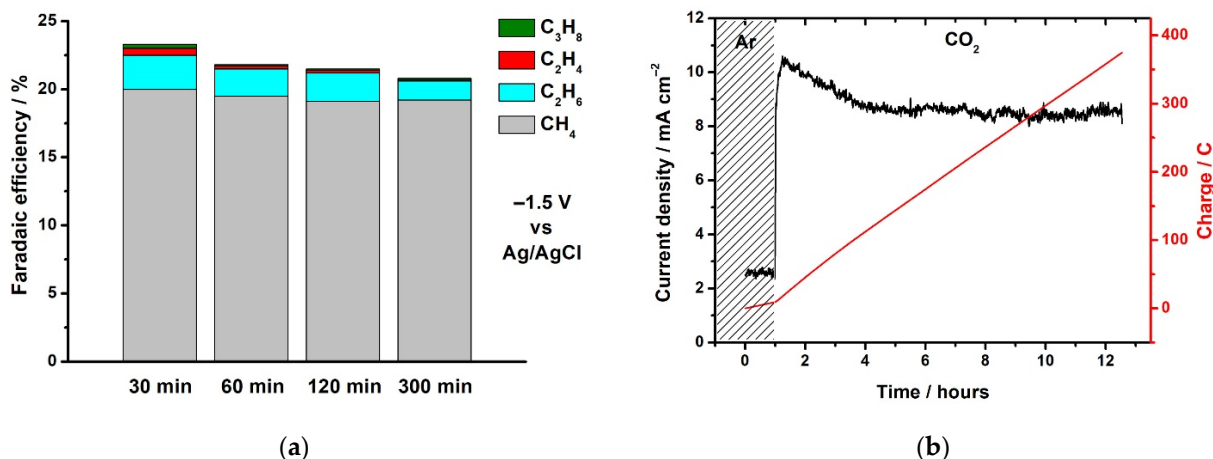 25
20
15
10
5
0
Faradaic efficiency / %
C₃H₈
C₂H₄
C₂H₆
CH₄
–1.5 V
vs
Ag/AgCl
30 min
60 min
120 min
300 min
(a)
12
10
8
6
4
2
0
Current density / mA cm⁻²
Ar
CO₂
400
300
200
100
0
Charge / C
0
2
4
6
8
10
12
Time / hours
(b)